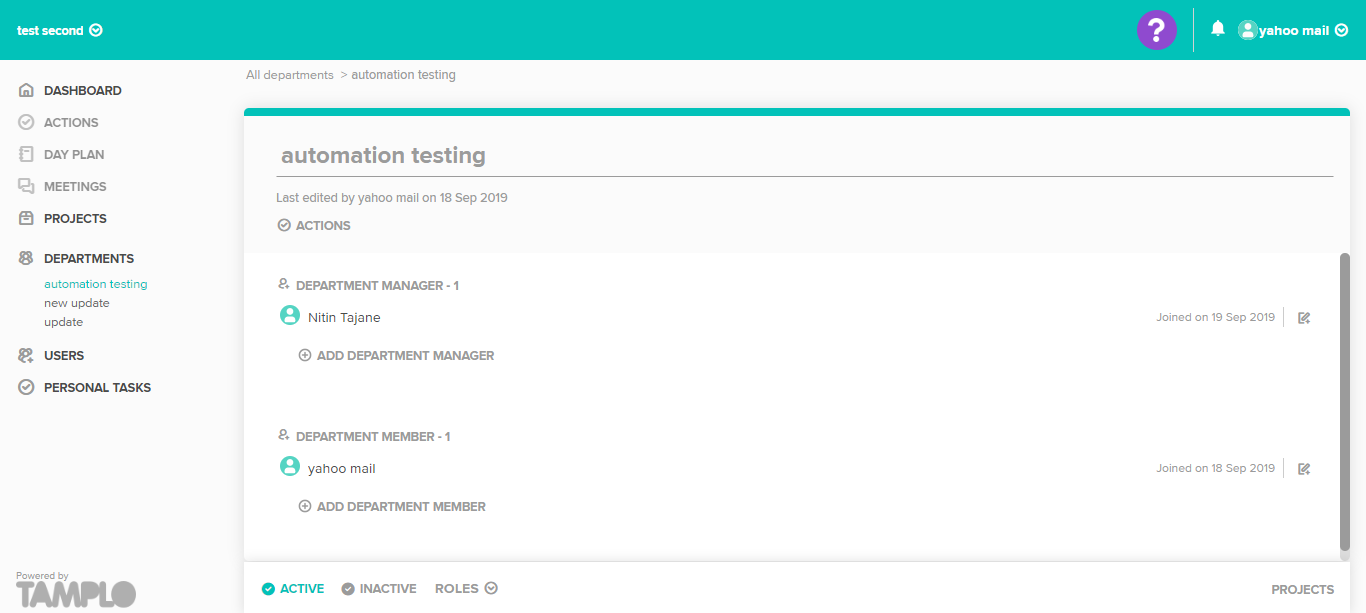 test second
?
yahoo mail
All departments > automation testing
DASHBOARD
ACTIONS
DAY PLAN
MEETINGS
PROJECTS
DEPARTMENTS
automation testing
new update
update
USERS
PERSONAL TASKS
Powered by
TAMPLO
automation testing
Last edited by yahoo mail on 18 Sep 2019
ACTIONS
DEPARTMENT MANAGER - 1
Nitin Tajane Joined on 19 Sep 2019
ADD DEPARTMENT MANAGER
DEPARTMENT MEMBER - 1
yahoo mail Joined on 18 Sep 2019
ADD DEPARTMENT MEMBER
ACTIVE INACTIVE ROLES PROJECTS